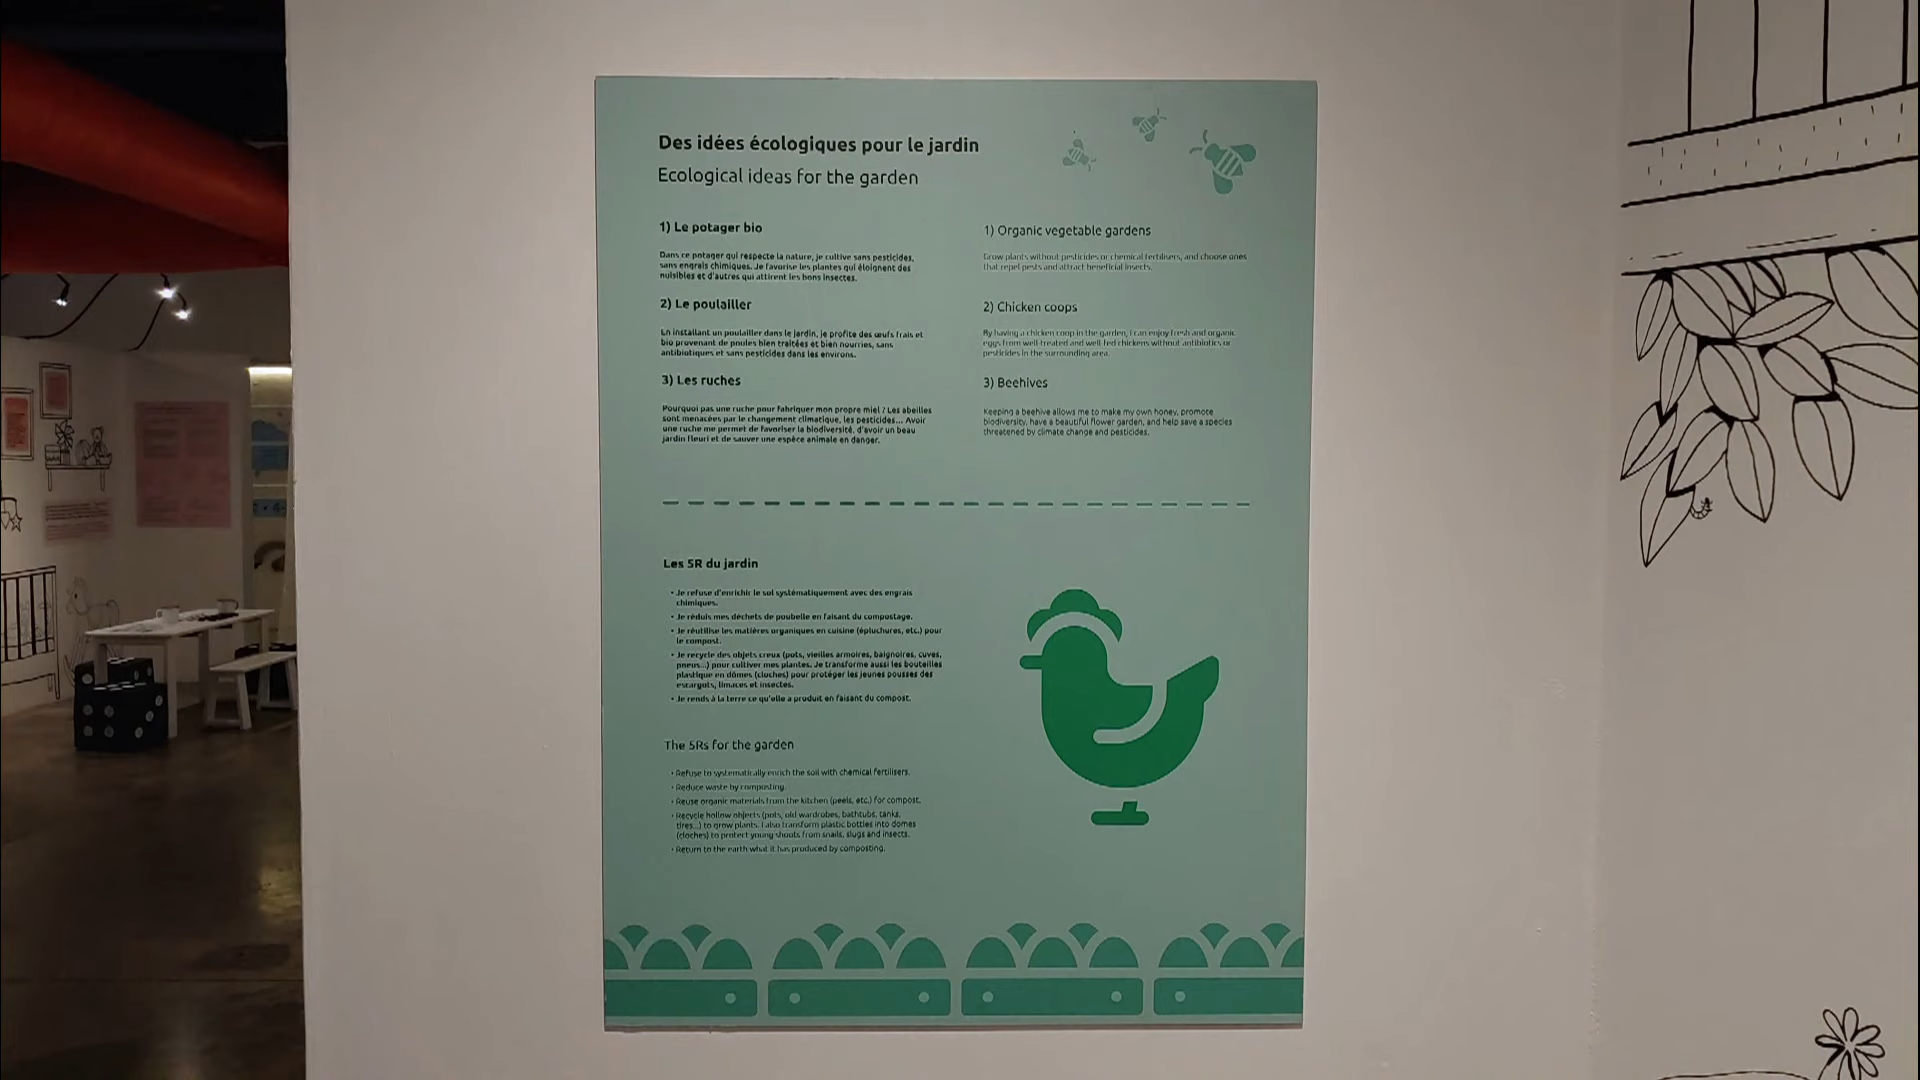 Des idées écologiques pour le jardin
Ecological ideas for the garden
1) Le potager bio
Dans ce potager qui respecte la nature, je cultive sans pesticides,
sans engrais chimiques. Je favorise les plantes qui éloignent des
nuisibles et d'autres qui attirent les bons insectes.
2) Le poulailler
En installant un poulailler dans le jardin, je profite des œufs frais et
bio provenant de poules bien traitées et bien nourries, sans
antibiotiques et sans pesticides dans les environs.
3) Les ruches
Pourquoi pas une ruche pour fabriquer mon propre miel ? Les abeilles
sont menacées par le changement climatique, les pesticides... Avoir
une ruche me permet de favoriser la biodiversité, d'avoir un beau
jardin fleuri et de sauver une espèce animale en danger.
1) Organic vegetable gardens
Grow plants without pesticides or chemical fertilisers, and choose ones
that repel pests and attract beneficial insects.
2) Chicken coops
By having a chicken coop in the garden, I can enjoy fresh and organic
eggs from well-treated and well-fed chickens without antibiotics or
pesticides in the surrounding area.
3) Beehives
Keeping a beehive allows me to make my own honey, promote
biodiversity, have a beautiful flower garden, and help save a species
threatened by climate change and pesticides.
Les 5R du jardin
• Je refuse d'enrichir le sol systématiquement avec des engrais
chimiques.
• Je réduis mes déchets de poubelle en faisant du compostage.
• Je réutilise les matières organiques en cuisine (épluchures, etc.) pour
le compost.
• Je recycle des objets creux (pots, vieilles armoires, baignoires, cuves,
pneus...) pour cultiver mes plantes. Je transforme aussi les bouteilles
plastique en dômes (cloches) pour protéger les jeunes pousses des
escargots, limaces et insectes.
• Je rends à la terre ce qu'elle a produit en faisant du compost.
The 5Rs for the garden
• Refuse to systematically enrich the soil with chemical fertilisers.
• Reduce waste by composting.
• Reuse organic materials from the kitchen (peels, etc.) for compost.
• Recycle hollow objects (pots, old wardrobes, bathtubs, tanks,
tires...) to grow plants. I also transform plastic bottles into domes
(cloches) to protect young shoots from snails, slugs and insects.
• Return to the earth what it has produced by composting.